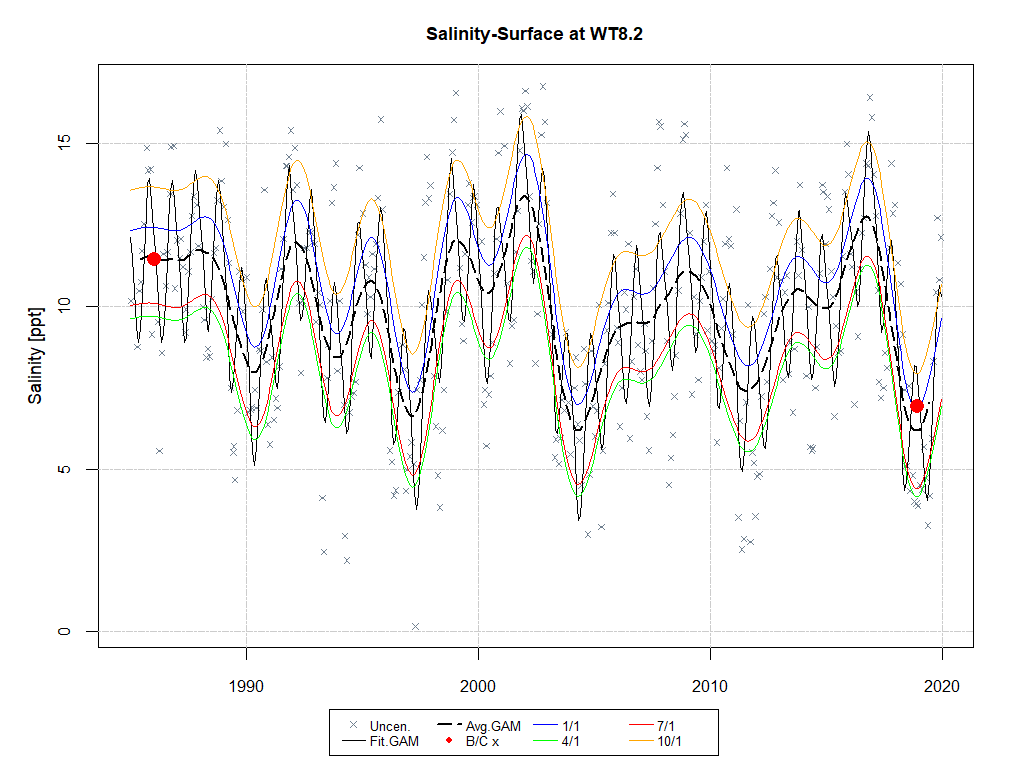 Salinity-Surface at WT8.2
Salinity [ppt]
15
10
5
0
1990 2000 2010 2020
Uncen. Avg.GAM 1/1 7/1
Fit.GAM B/C x 4/1 10/1